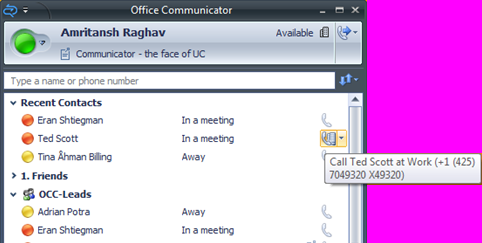 Office Communicator
Amritansh Raghav Available
Communicator - the face of UC
Type a name or phone number
Recent Contacts
Eran Shtiegman In a meeting
Ted Scott In a meeting
Tina Åhman Billing Away
Call Ted Scott at Work (+1 (425)
7049320 X49320)
1. Friends
OCC-Leads
Adrian Potra Away
Eran Shtiegman In a meeting